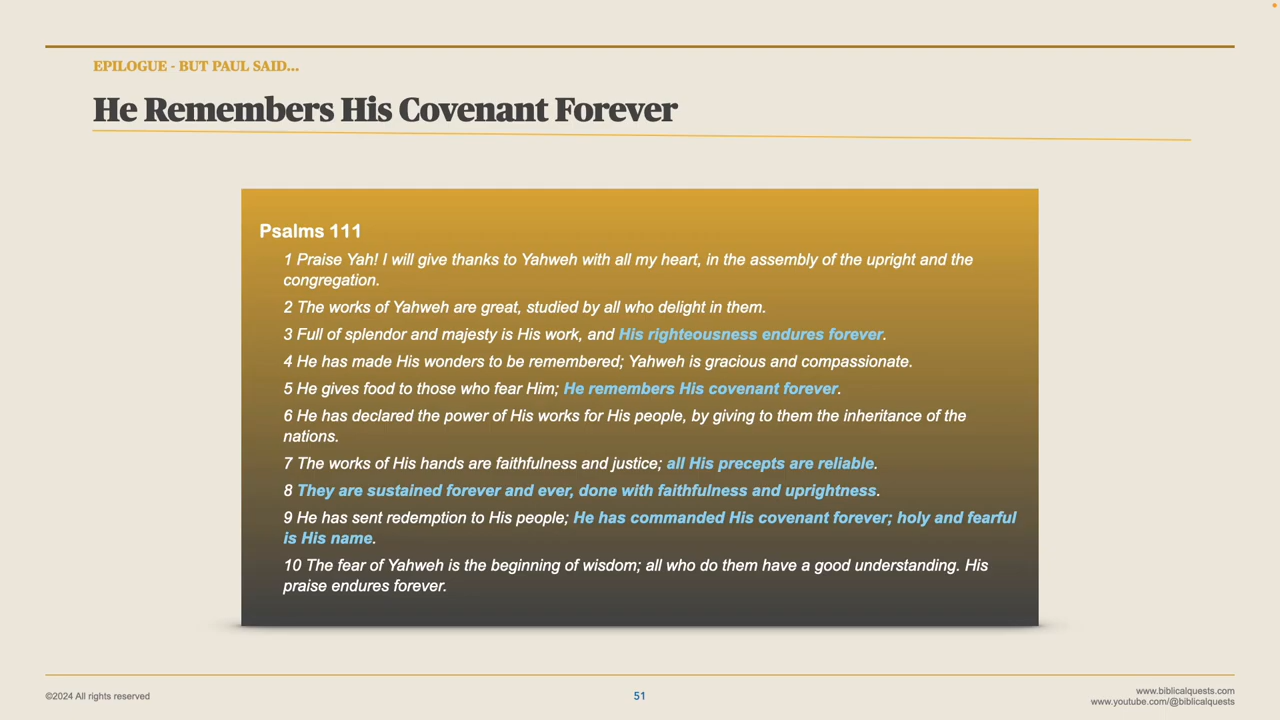 EPILOGUE - BUT PAUL SAID...
He Remembers His Covenant Forever
Psalms 111
1 Praise Yah! I will give thanks to Yahweh with all my heart, in the assembly of the upright and the
congregation.
2 The works of Yahweh are great, studied by all who delight in them.
3 Full of splendor and majesty is His work, and His righteousness endures forever.
4 He has made His wonders to be remembered; Yahweh is gracious and compassionate.
5 He gives food to those who fear Him; He remembers His covenant forever.
6 He has declared the power of His works for His people, by giving to them the inheritance of the
nations.
7 The works of His hands are faithfulness and justice; all His precepts are reliable.
8 They are sustained forever and ever, done with faithfulness and uprightness.
9 He has sent redemption to His people; He has commanded His covenant forever; holy and fearful
is His name.
10 The fear of Yahweh is the beginning of wisdom; all who do them have a good understanding. His
praise endures forever.
©2024 All rights reserved
51
www.biblicalquests.com
www.youtube.com/@biblicalquests